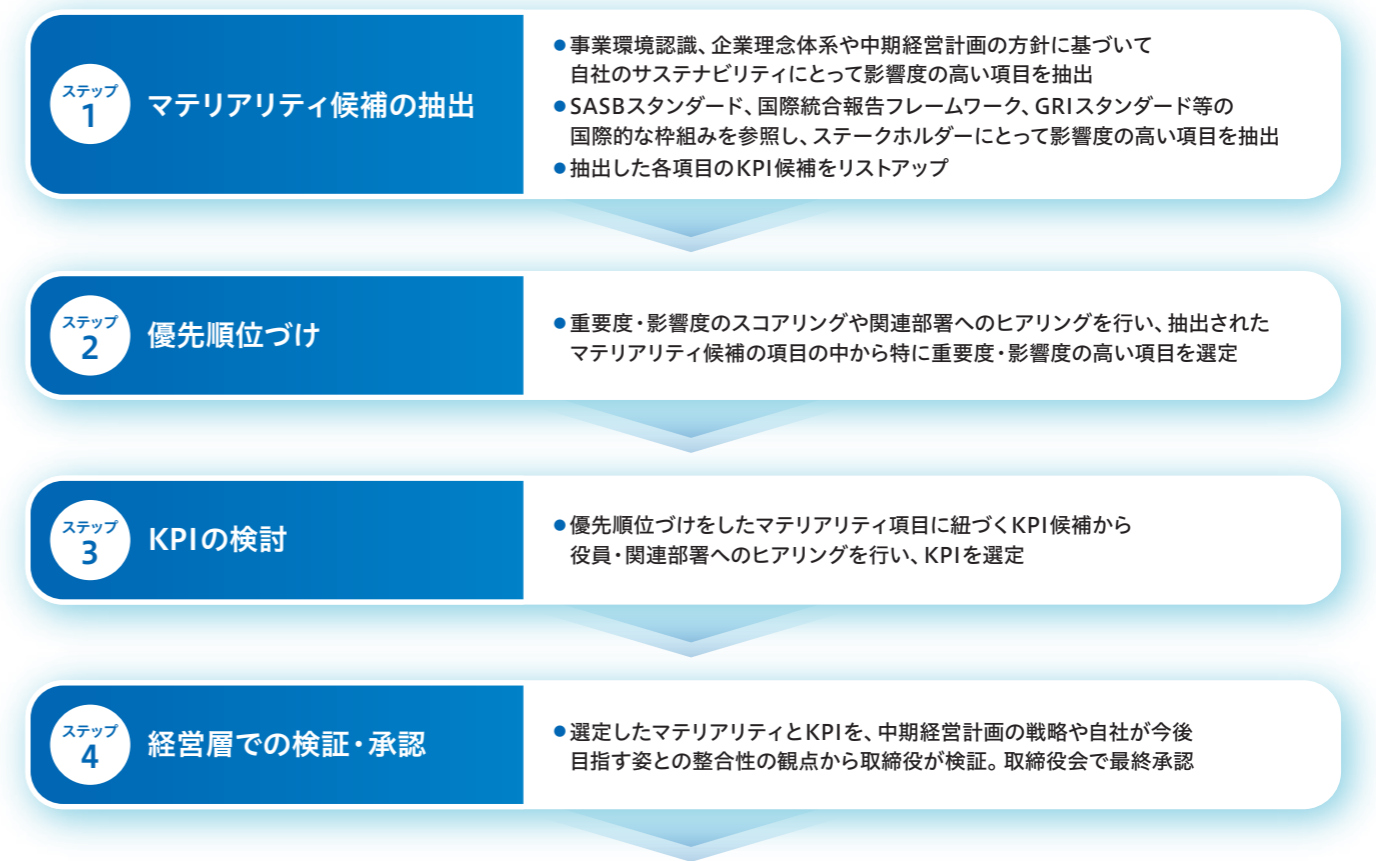 ステップ
1
マテリアリティ候補の抽出
●事業環境認識、企業理念体系や中期経営計画の方針に基づいて
自社のサステナビリティにとって影響度の高い項目を抽出
●SASBスタンダード、国際統合報告フレームワーク、GRIスタンダード等の
国際的な枠組みを参照し、ステークホルダーにとって影響度の高い項目を抽出
●抽出した各項目のKPI候補をリストアップ
ステップ
2
優先順位づけ
●重要度・影響度のスコアリングや関連部署へのヒアリングを行い、抽出された
マテリアリティ候補の項目の中から特に重要度・影響度の高い項目を選定
ステップ
3
KPIの検討
●優先順位づけをしたマテリアリティ項目に紐づくKPI候補から
役員・関連部署へのヒアリングを行い、KPIを選定
ステップ
4
経営層での検証・承認
●選定したマテリアリティとKPIを、中期経営計画の戦略や自社が今後
目指す姿との整合性の観点から取締役が検証。取締役会で最終承認